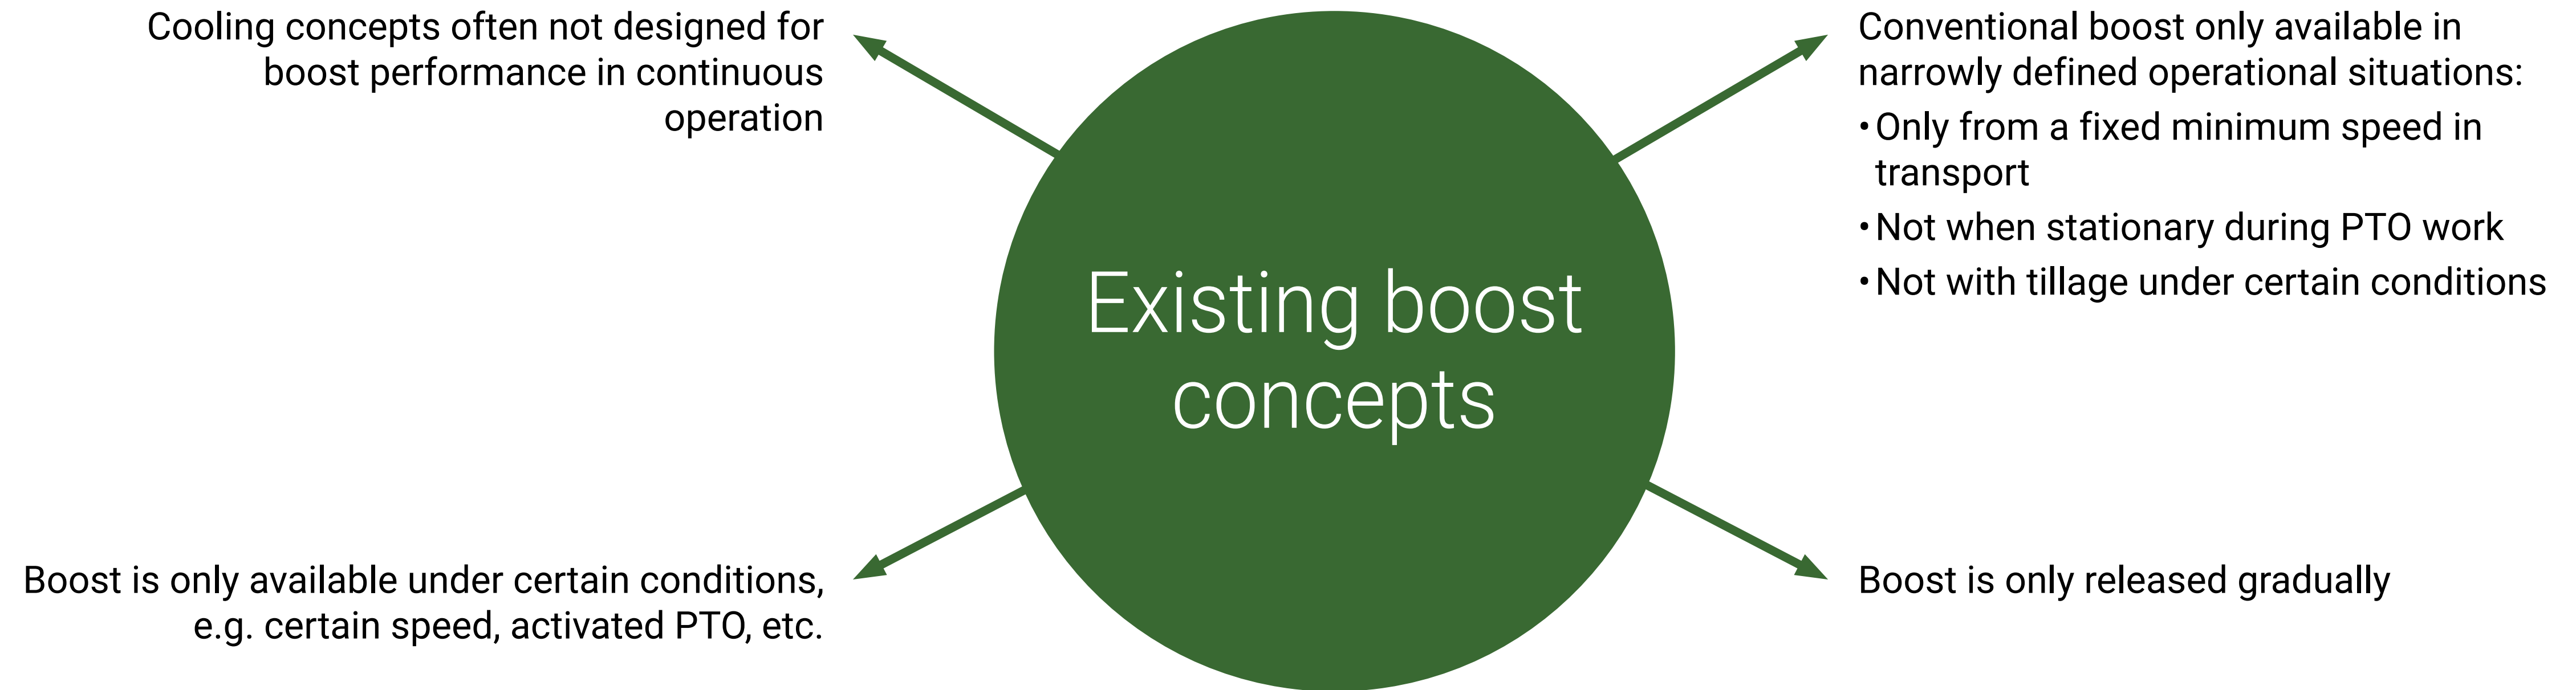 Cooling concepts often not designed for
boost performance in continuous
operation
Conventional boost only available in
narrowly defined operational situations:
•Only from a fixed minimum speed in
transport
•Not when stationary during PTO work
•Not with tillage under certain conditions
Existing boost
concepts
Boost is only available under certain conditions,
e.g. certain speed, activated PTO, etc.
Boost is only released gradually